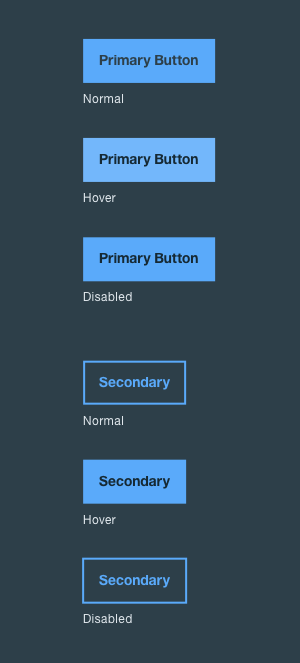 Primary Button
Normal
Primary Button
Hover
Primary Button
Disabled
Secondary
Normal
Secondary
Hover
Secondary
Disabled